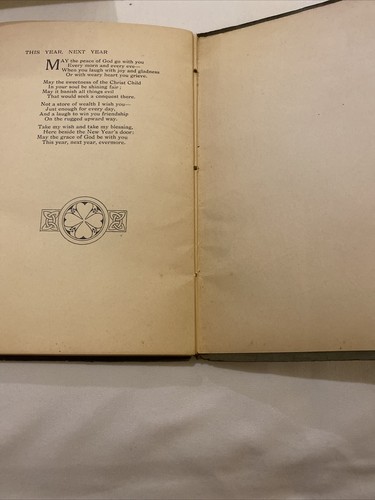 THIS YEAR, NEXT YEAR
MAY the peace of God go with you
Every morn and every eve—
When you laugh with joy and gladness
Or with weary heart you grieve.
May the sweetness of the Christ Child
In your soul be shining fair;
May it banish all things evil
That would seek a conquest there.
Not a store of wealth I wish you—
Just enough for every day,
And a laugh to win you friendship
On the rugged upward way.
Take my wish and take my blessing,
Here beside the New Year's door:
May the grace of God be with you
This year, next year, evermore.